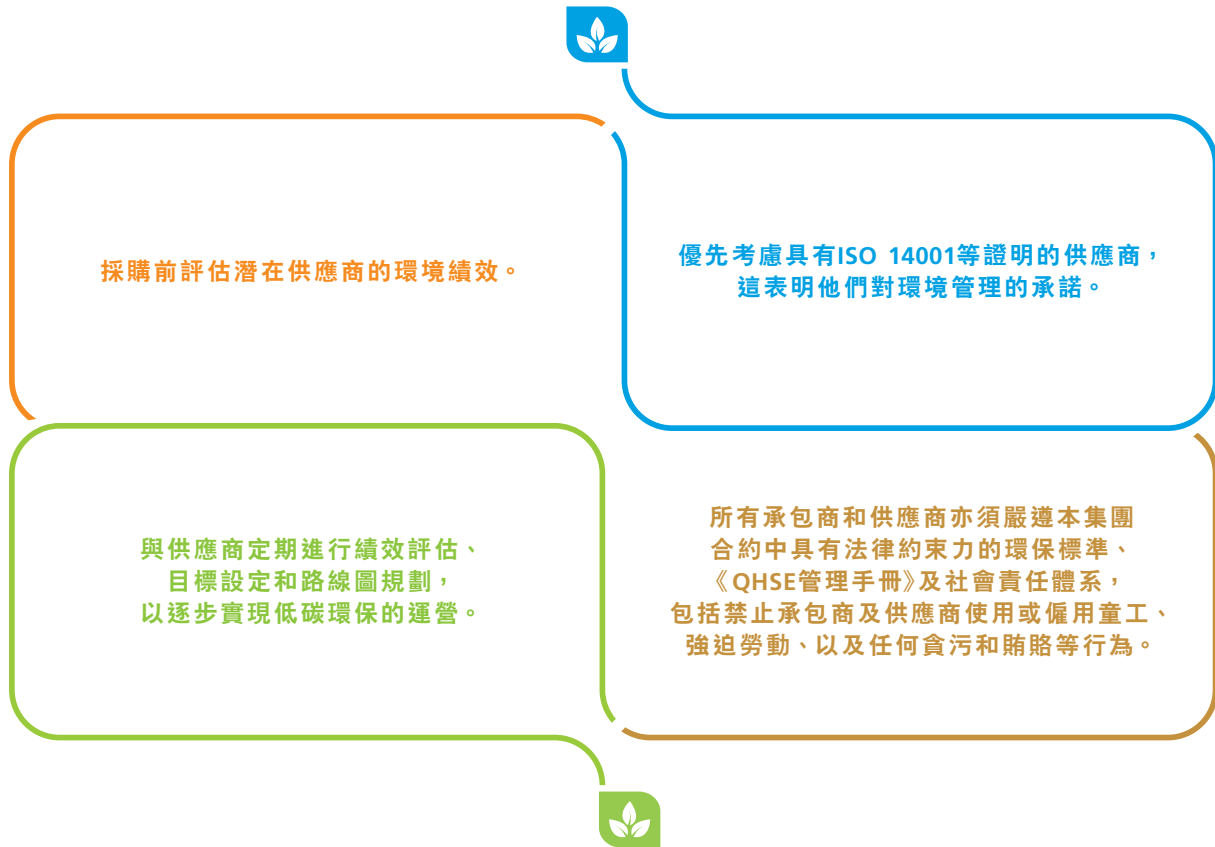 採購前評估潛在供應商的環境績效。
優先考慮具有ISO 14001等證明的供應商，
這表明他們對環境管理的承諾。
與供應商定期進行績效評估、
目標設定和路線圖規劃，
以逐步實現低碳環保的運營。
所有承包商和供應商亦須嚴遵本集團
合約中具有法律約束力的環保標準、
《QHSE管理手冊》及社會責任體系，
包括禁止承包商及供應商使用或僱用童工、
強迫勞動、以及任何貪污和賄賂等行為。